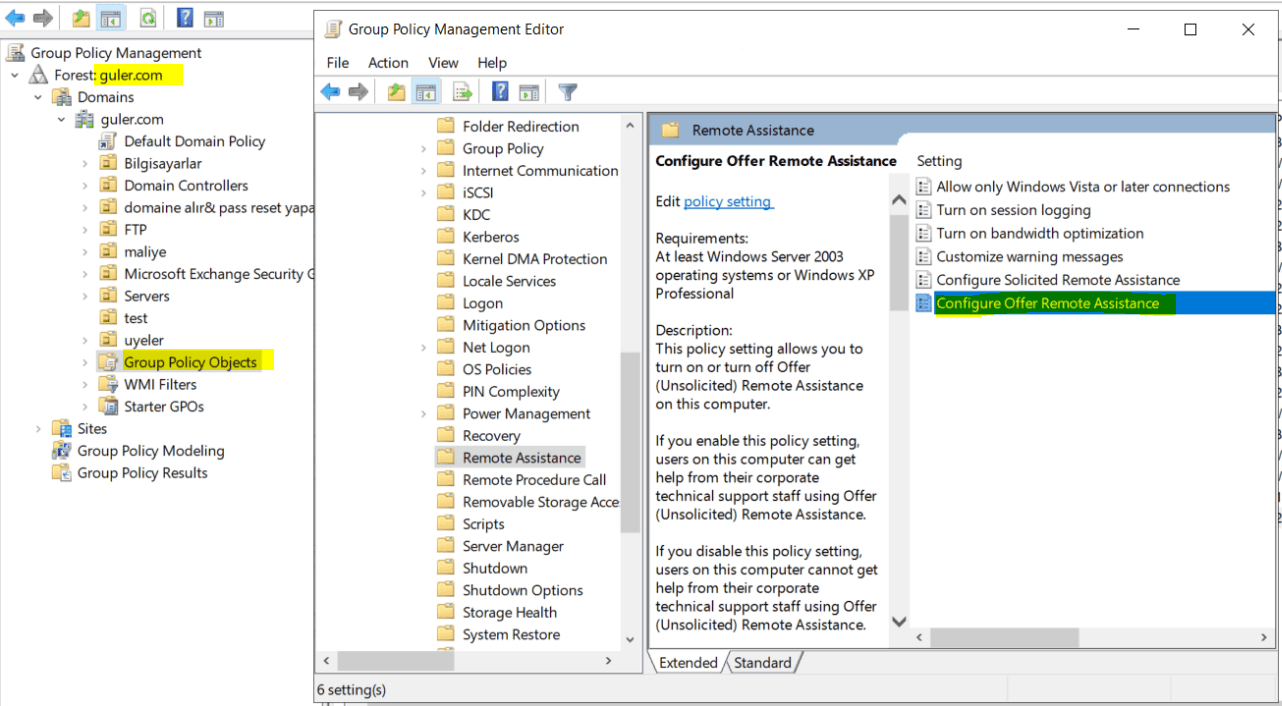 Group Policy Management
Forest: guler.com
Domains
guler.com
Default Domain Policy
Bilgisayarlar
Domain Controllers
domaine alır& pass reset yapa
FTP
maliye
Microsoft Exchange Security G
Servers
test
uyeler
Group Policy Objects
WMI Filters
Starter GPOs
Sites
Group Policy Modeling
Group Policy Results
Group Policy Management Editor
File Action View Help
Folder Redirection
Group Policy
Internet Communication
iSCSI
KDC
Kerberos
Kernel DMA Protection
Locale Services
Logon
Mitigation Options
Net Logon
OS Policies
PIN Complexity
Power Management
Recovery
Remote Assistance
Remote Procedure Call
Removable Storage Acce
Scripts
Server Manager
Shutdown
Shutdown Options
Storage Health
System Restore
Remote Assistance
Configure Offer Remote Assistance
Edit policy setting
Requirements:
At least Windows Server 2003
operating systems or Windows XP
Professional
Description:
This policy setting allows you to
turn on or turn off Offer
(Unsolicited) Remote Assistance
on this computer.
If you enable this policy setting,
users on this computer can get
help from their corporate
technical support staff using Offer
(Unsolicited) Remote Assistance.
If you disable this policy setting,
users on this computer cannot get
help from their corporate
technical support staff using Offer
(Unsolicited) Remote Assistance.
Setting
Allow only Windows Vista or later connections
Turn on session logging
Turn on bandwidth optimization
Customize warning messages
Configure Solicited Remote Assistance
Configure Offer Remote Assistance
Extended Standard
6 setting(s)